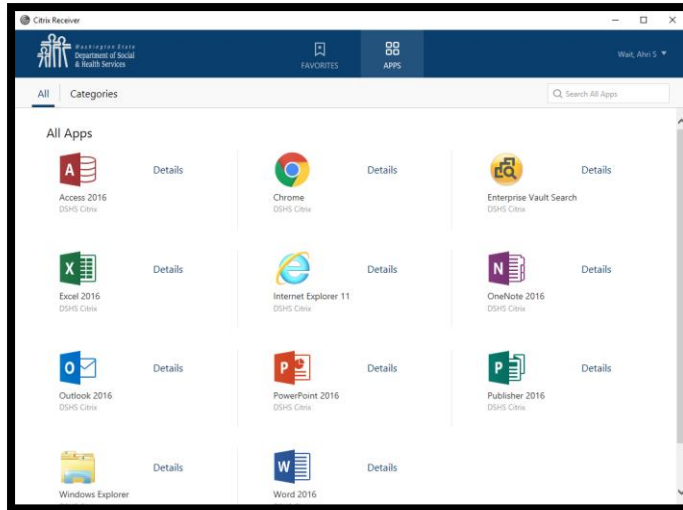 Citrix Receiver
Washington State
Department of Social
& Health Services
FAVORITES
APPS
Wait, Ahri S
All
Categories
Search All Apps
All Apps
A
Details
Access 2016
DSHS Citrix
Details
Chrome
DSHS Citrix
Details
Enterprise Vault Search
DSHS Citrix
X
Details
Excel 2016
DSHS Citrix
Details
Internet Explorer 11
DSHS Citrix
N
Details
OneNote 2016
DSHS Citrix
O
Details
Outlook 2016
DSHS Citrix
P
Details
PowerPoint 2016
DSHS Citrix
P
Details
Publisher 2016
DSHS Citrix
Details
Windows Explorer
W
Details
Word 2016